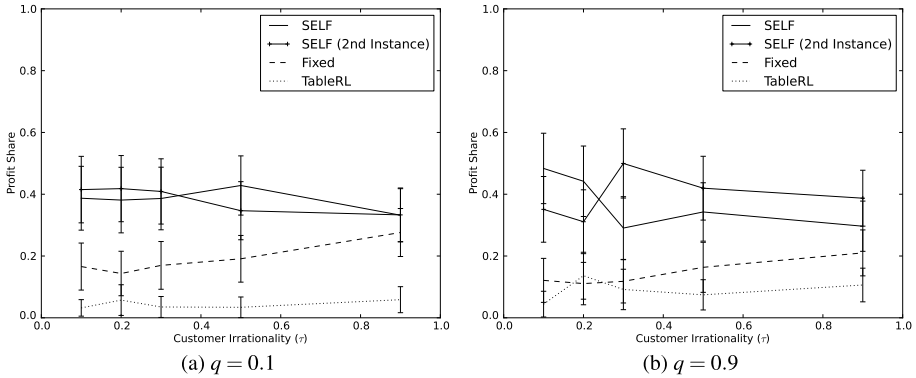 1.0
0.8
0.6
0.4
0.2
0.0
Profit Share
0.0 0.2 0.4 0.6 0.8 1.0
Customer Irrationality (τ)
SELF
SELF (2nd Instance)
Fixed
TableRL
(a) q = 0.1
1.0
0.8
0.6
0.4
0.2
0.0
Profit Share
0.0 0.2 0.4 0.6 0.8 1.0
Customer Irrationality (τ)
SELF
SELF (2nd Instance)
Fixed
TableRL
(b) q = 0.9